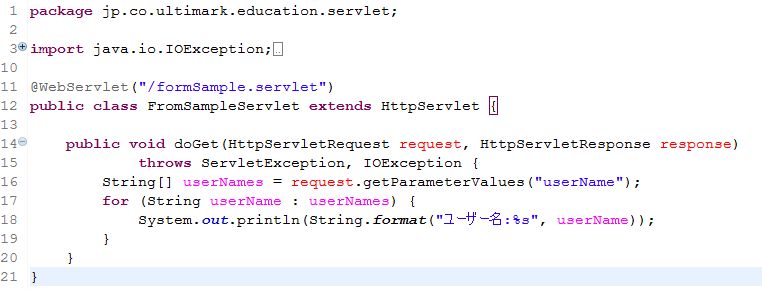 1 package jp.co.ultimark.education.servlet;
2
3 import java.io.IOException;
10
11 @WebServlet("/formSample.servlet")
12 public class FromSampleServlet extends HttpServlet {
13
14 public void doGet(HttpServletRequest request, HttpServletResponse response)
15 throws ServletException, IOException {
16 String[] userNames = request.getParameterValues("userName");
17 for (String userName : userNames) {
18 System.out.println(String.format("ユーザー名:%s", userName));
19 }
20 }
21 }